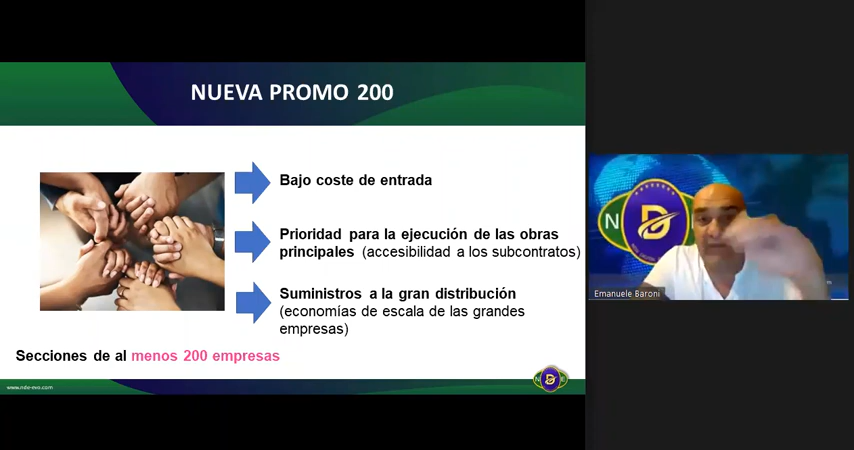 NUEVA PROMO 200
Bajo coste de entrada
Prioridad para la ejecución de las obras
principales (accesibilidad a los subcontratos)
Suministros a la gran distribución
(economías de escala de las grandes
empresas)
Secciones de al menos 200 empresas
N D E
N D
Emanuele Baroni